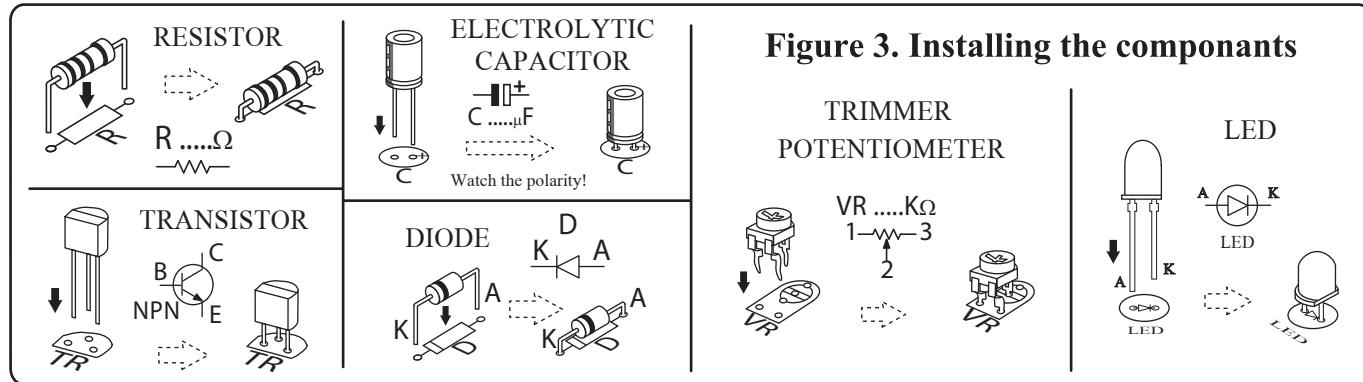 RESISTOR
R
R
R .....Ω
ELECTROLYTIC
CAPACITOR
+
C .....μF
+
C
+
C
Watch the polarity!
Figure 3. Installing the componants
TRIMMER
POTENTIOMETER
VR .....KΩ
1 3
2
VR
VR
LED
A K
LED
A K
LED
LED
TRANSISTOR
C
B
NPN E
TR
TR
DIODE
D
K A
A
K
D
A
K
D